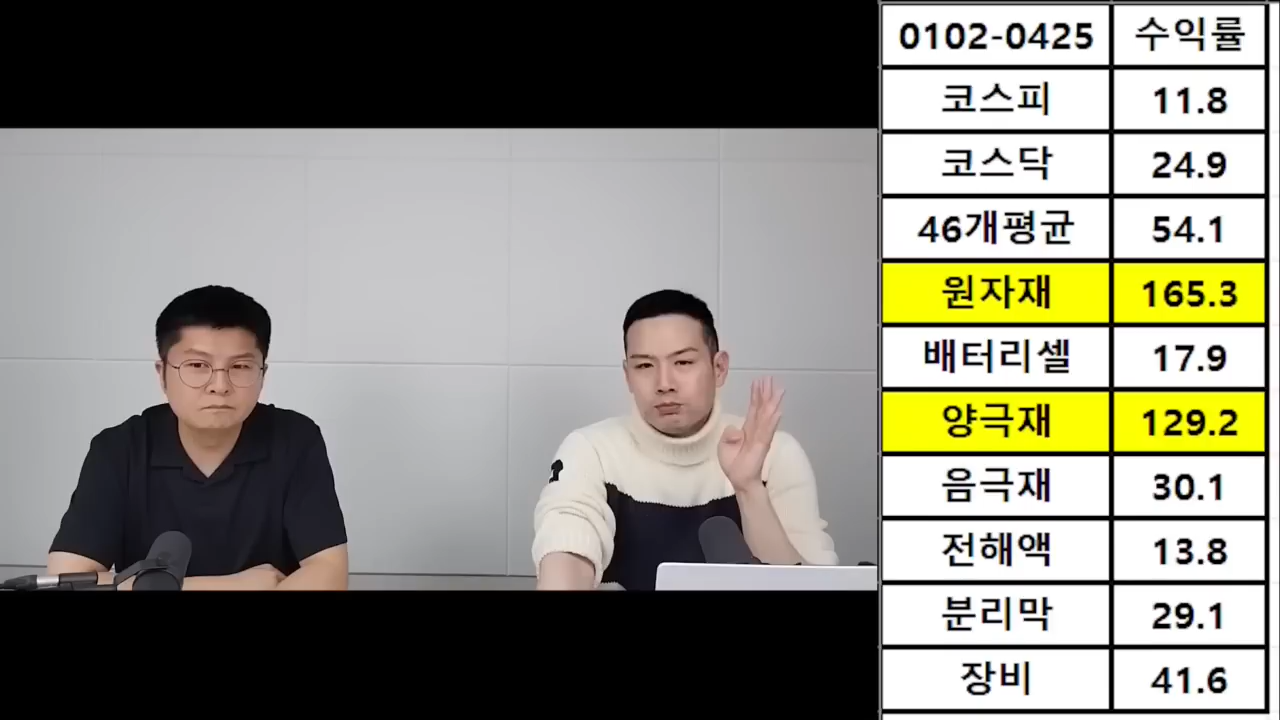 0102-0425 수익률
코스피 11.8
코스닥 24.9
46개평균 54.1
원자재 165.3
배터리셀 17.9
양극재 129.2
음극재 30.1
전해액 13.8
분리막 29.1
장비 41.6